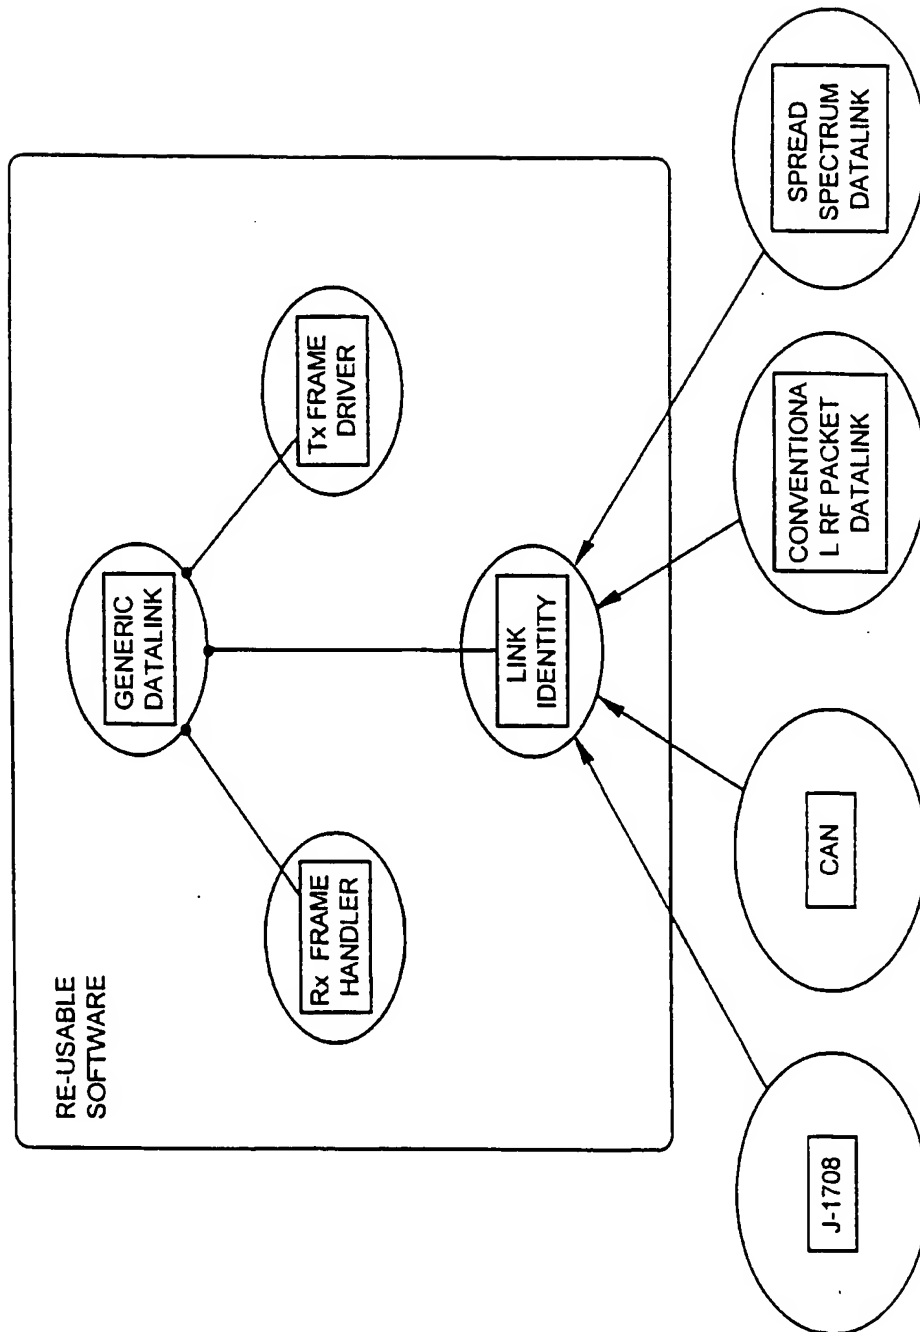 RE-USABLE
SOFTWARE
GENERIC
DATALINK
Rx FRAME
HANDLER
Tx FRAME
DRIVER
LINK
IDENTITY
J-1708
CAN
CONVENTIONA
L RF PACKET
DATALINK
SPREAD
SPECTRUM
DATALINK